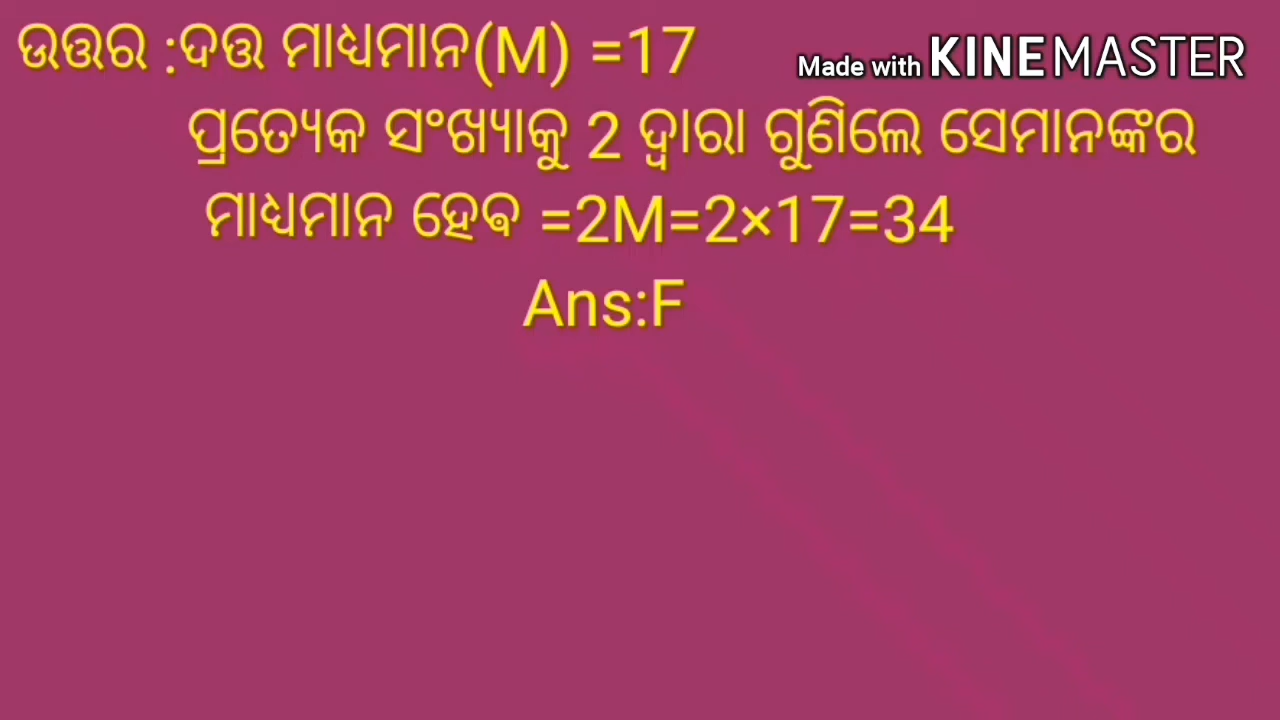 ଉତ୍ତର :ଦତ୍ତ ମାଧ୍ୟମାନ(M) =17
Made with KINEMASTER
ପ୍ରତ୍ୟେକ ସଂଖ୍ୟାକୁ 2 ଦ୍ୱାରା ଗୁଣିଲେ ସେମାନଙ୍କର
ମାଧ୍ୟମାନ ହେଵ =2M=2×17=34
Ans:F